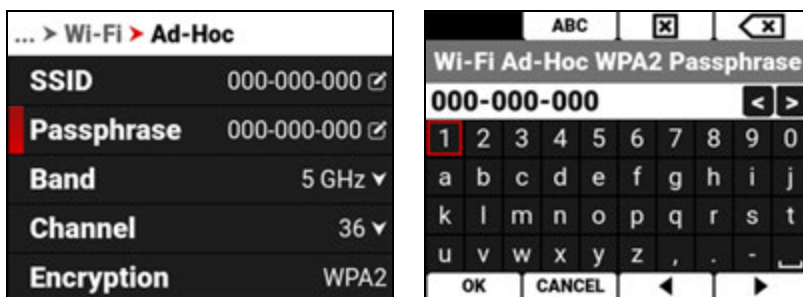 ... > Wi-Fi > Ad-Hoc
SSID 000-000-000
Passphrase 000-000-000
Band 5 GHz
Channel 36
Encryption WPA2
ABC
Wi-Fi Ad-Hoc WPA2 Passphrase
000-000-000 < >
1 2 3 4 5 6 7 8 9 0
a b c d e f g h i j
k l m n o p q r s t
u v w x y z , . -
OK CANCEL